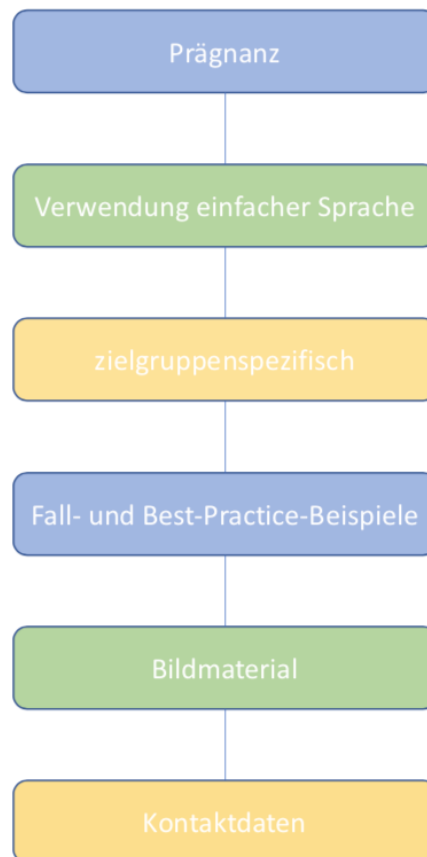 Prägnanz
Verwendung einfacher Sprache
zielgruppenspezifisch
Fall- und Best-Practice-Beispiele
Bildmaterial
Kontaktdaten